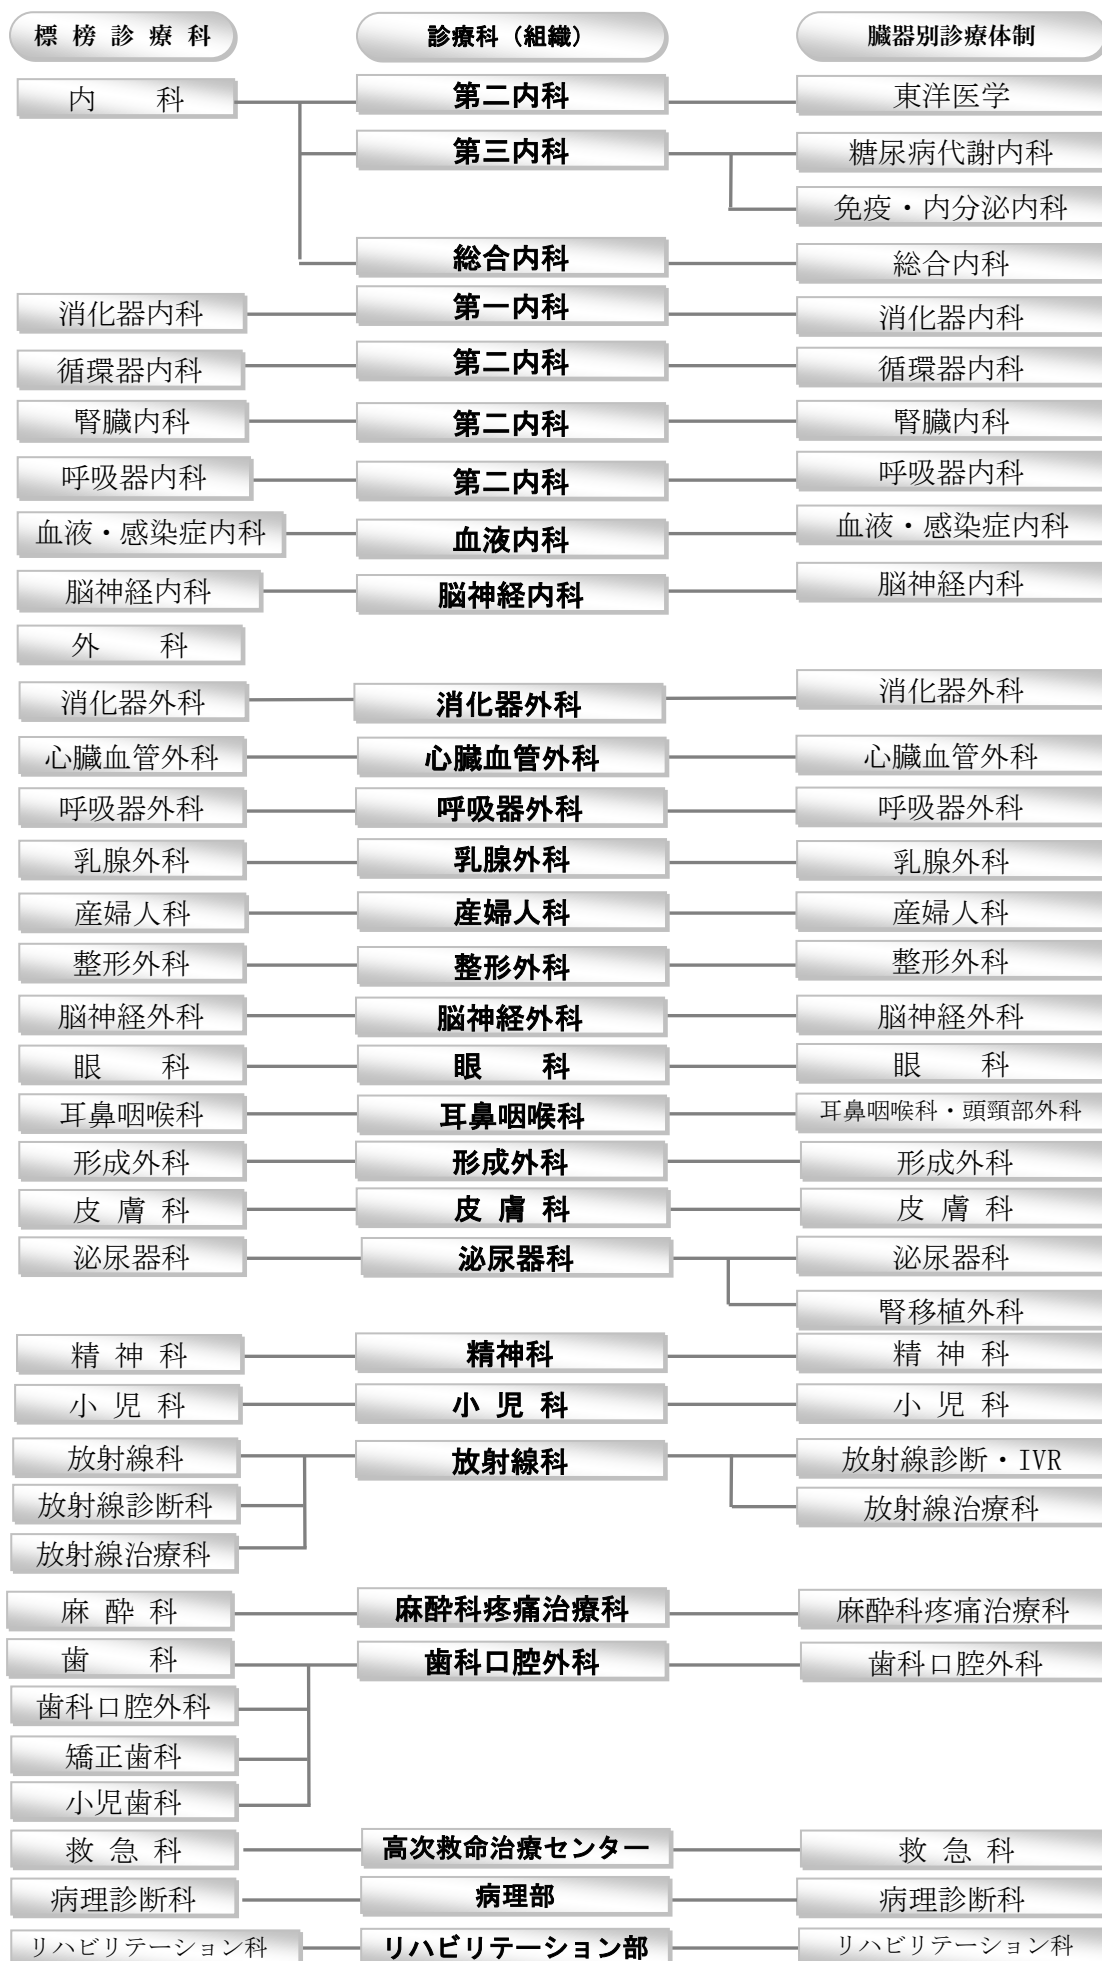 標 榜 診 療 科　診療科（組織）　臓器別診療体制
内　　科　第二内科　東洋医学
第三内科　糖尿病代謝内科
免疫・内分泌内科
総合内科　総合内科
消化器内科　第一内科　消化器内科
循環器内科　第二内科　循環器内科
腎臓内科　第二内科　腎臓内科
呼吸器内科　第二内科　呼吸器内科
血液・感染症内科　血液内科　血液・感染症内科
脳神経内科　脳神経内科　脳神経内科
外　　科
消化器外科　消化器外科　消化器外科
心臓血管外科　心臓血管外科　心臓血管外科
呼吸器外科　呼吸器外科　呼吸器外科
乳腺外科　乳腺外科　乳腺外科
産婦人科　産婦人科　産婦人科
整形外科　整形外科　整形外科
脳神経外科　脳神経外科　脳神経外科
眼　　科　眼　　科　眼　　科
耳鼻咽喉科　耳鼻咽喉科　耳鼻咽喉科・頭頸部外科
形成外科　形成外科　形成外科
皮 膚 科　皮 膚 科　皮 膚 科
泌尿器科　泌尿器科　泌尿器科
腎移植外科
精 神 科　精神科　精 神 科
小 児 科　小 児 科　小 児 科
放射線科　放射線科　放射線診断・IVR
放射線診断科　放射線治療科
放射線治療科
麻 酔 科　麻酔科疼痛治療科　麻酔科疼痛治療科
歯　　科　歯科口腔外科　歯科口腔外科
歯科口腔外科
矯正歯科
小児歯科
救 急 科　高次救命治療センター　救 急 科
病理診断科　病理部　病理診断科
リハビリテーション科　リハビリテーション部　リハビリテーション科